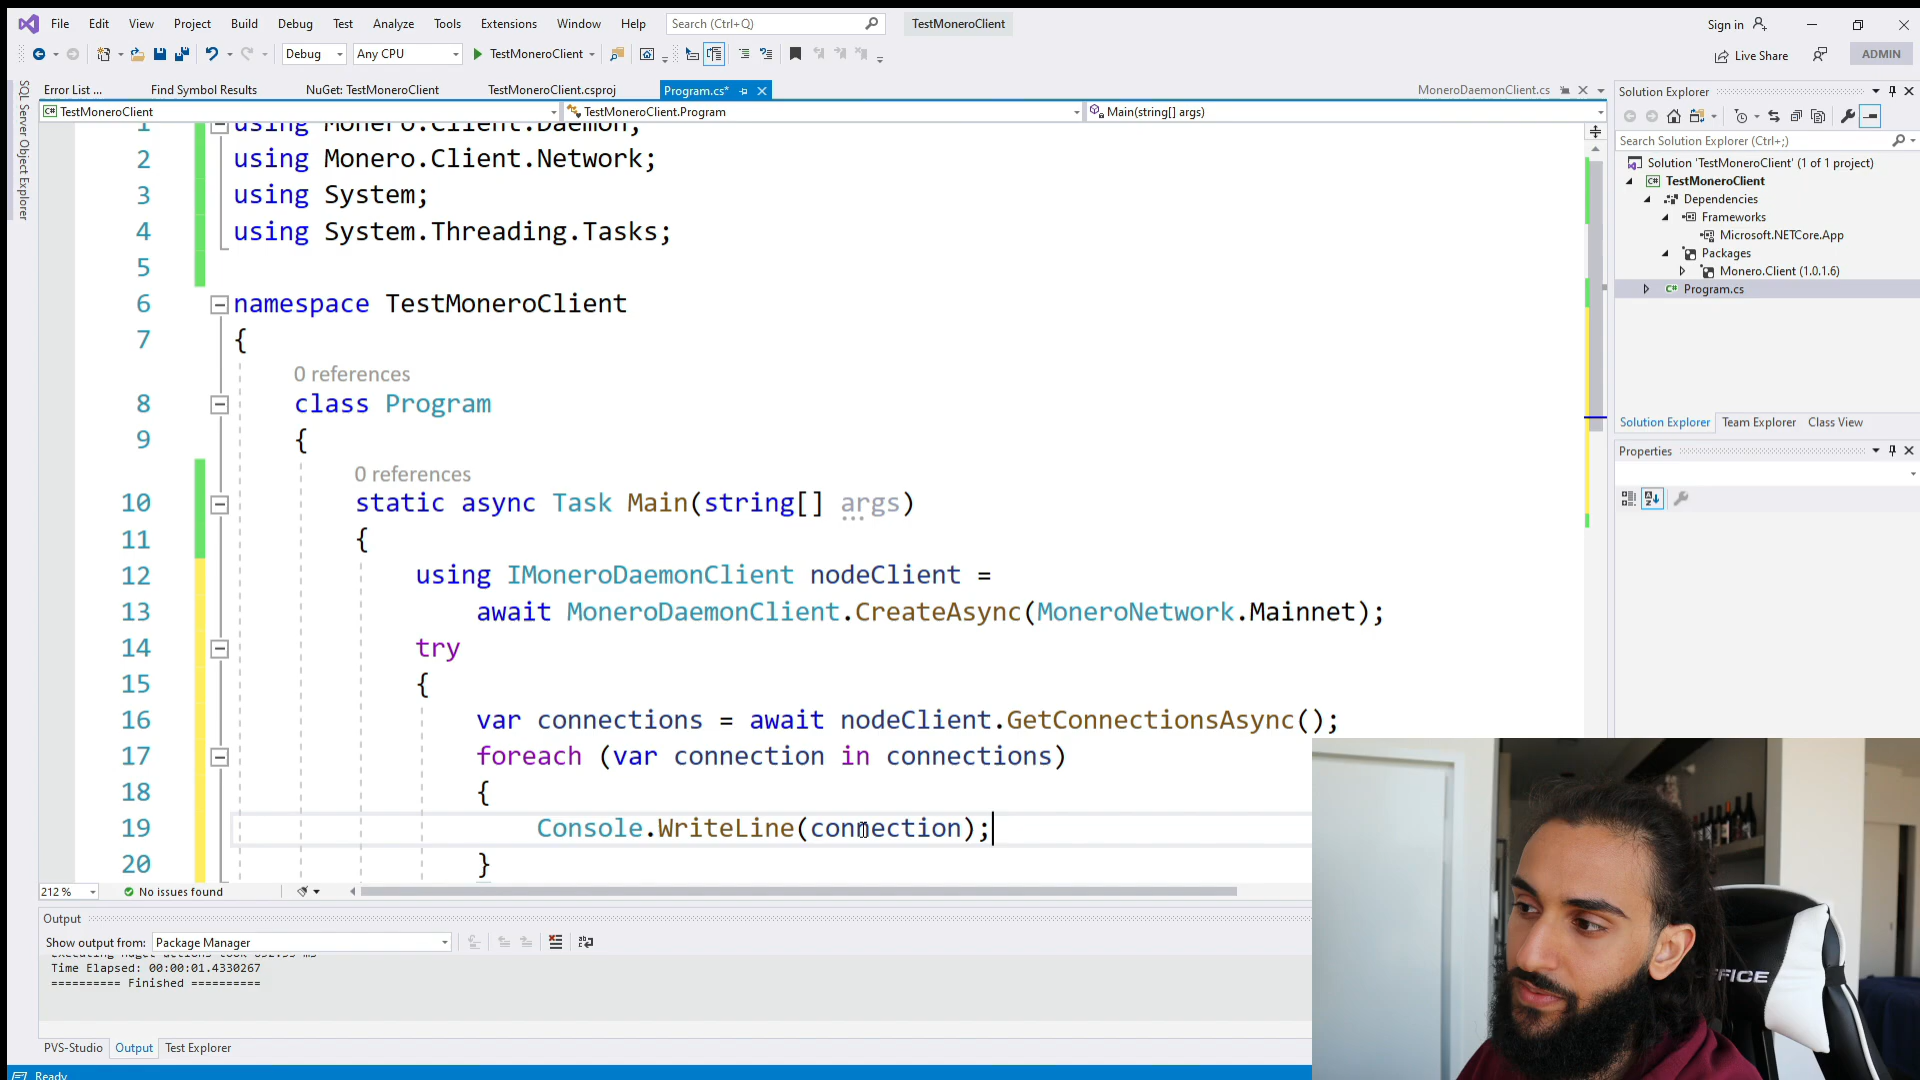 File Edit View Project Build Debug Test Analyze Tools Extensions Window Help Search (Ctrl+Q) TestMoneroClient Sign in
Debug Any CPU TestMoneroClient Live Share ADMIN
SQL Server Object Explorer
Error List ... Find Symbol Results NuGet: TestMoneroClient TestMoneroClient.csproj Program.cs* MoneroDaemonClient.cs
TestMoneroClient TestMoneroClient.Program Main(string[] args)
1 using Monero.Client.Daemon;
2 using Monero.Client.Network;
3 using System;
4 using System.Threading.Tasks;
5
6 namespace TestMoneroClient
7 {
0 references
8 class Program
9 {
0 references
10 static async Task Main(string[] args)
11 {
12 using IMoneroDaemonClient nodeClient =
13 await MoneroDaemonClient.CreateAsync(MoneroNetwork.Mainnet);
14 try
15 {
16 var connections = await nodeClient.GetConnectionsAsync();
17 foreach (var connection in connections)
18 {
19 Console.WriteLine(connection);
20 }
212 % No issues found
Output
Show output from: Package Manager
Time Elapsed: 00:00:01.4330267
========== Finished ==========
PVS-Studio Output Test Explorer
Ready
Solution Explorer
Search Solution Explorer (Ctrl+;)
Solution 'TestMoneroClient' (1 of 1 project)
TestMoneroClient
Dependencies
Frameworks
Microsoft.NETCore.App
Packages
Monero.Client (1.0.1.6)
Program.cs
Solution Explorer Team Explorer Class View
Properties
FFICE